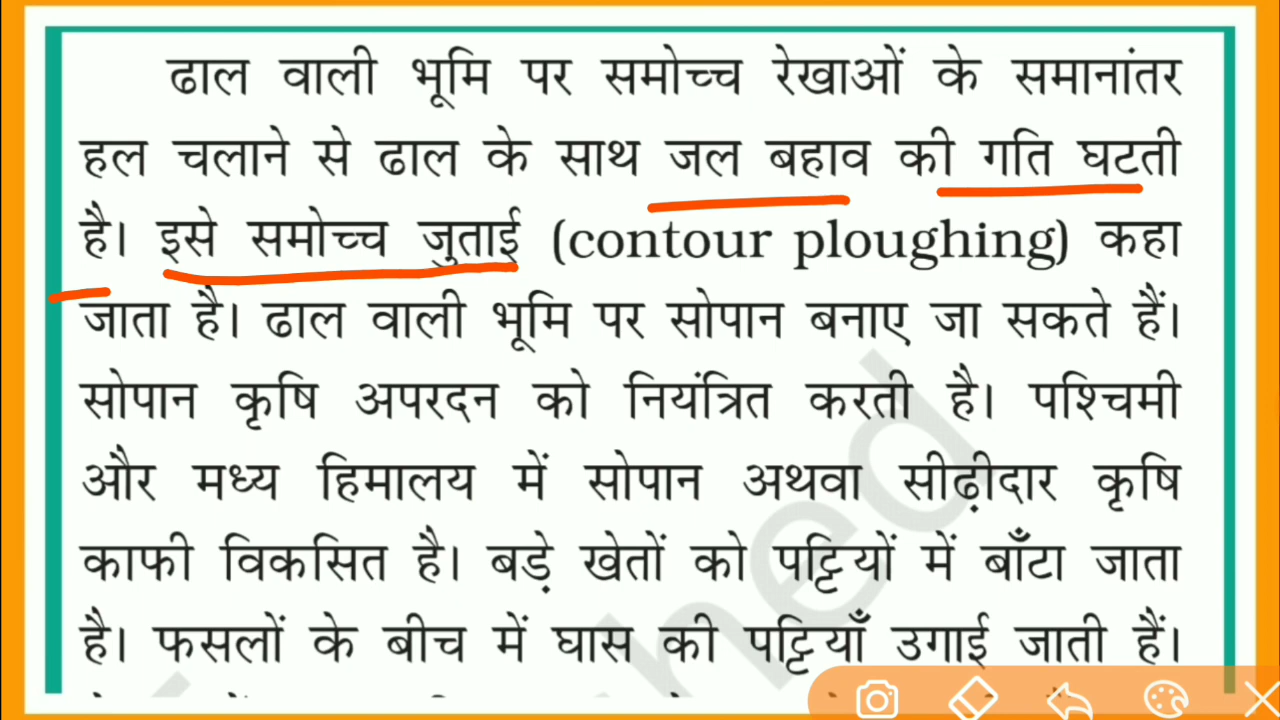 ढाल वाली भूमि पर समोच्च रेखाओं के समानांतर
हल चलाने से ढाल के साथ जल बहाव की गति घटती
है। इसे समोच्च जुताई (contour ploughing) कहा
जाता है। ढाल वाली भूमि पर सोपान बनाए जा सकते हैं।
सोपान कृषि अपरदन को नियंत्रित करती है। पश्चिमी
और मध्य हिमालय में सोपान अथवा सीढ़ीदार कृषि
काफी विकसित है। बड़े खेतों को पट्टियों में बाँटा जाता
है। फसलों के बीच में घास की पट्टियाँ उगाई जाती हैं।